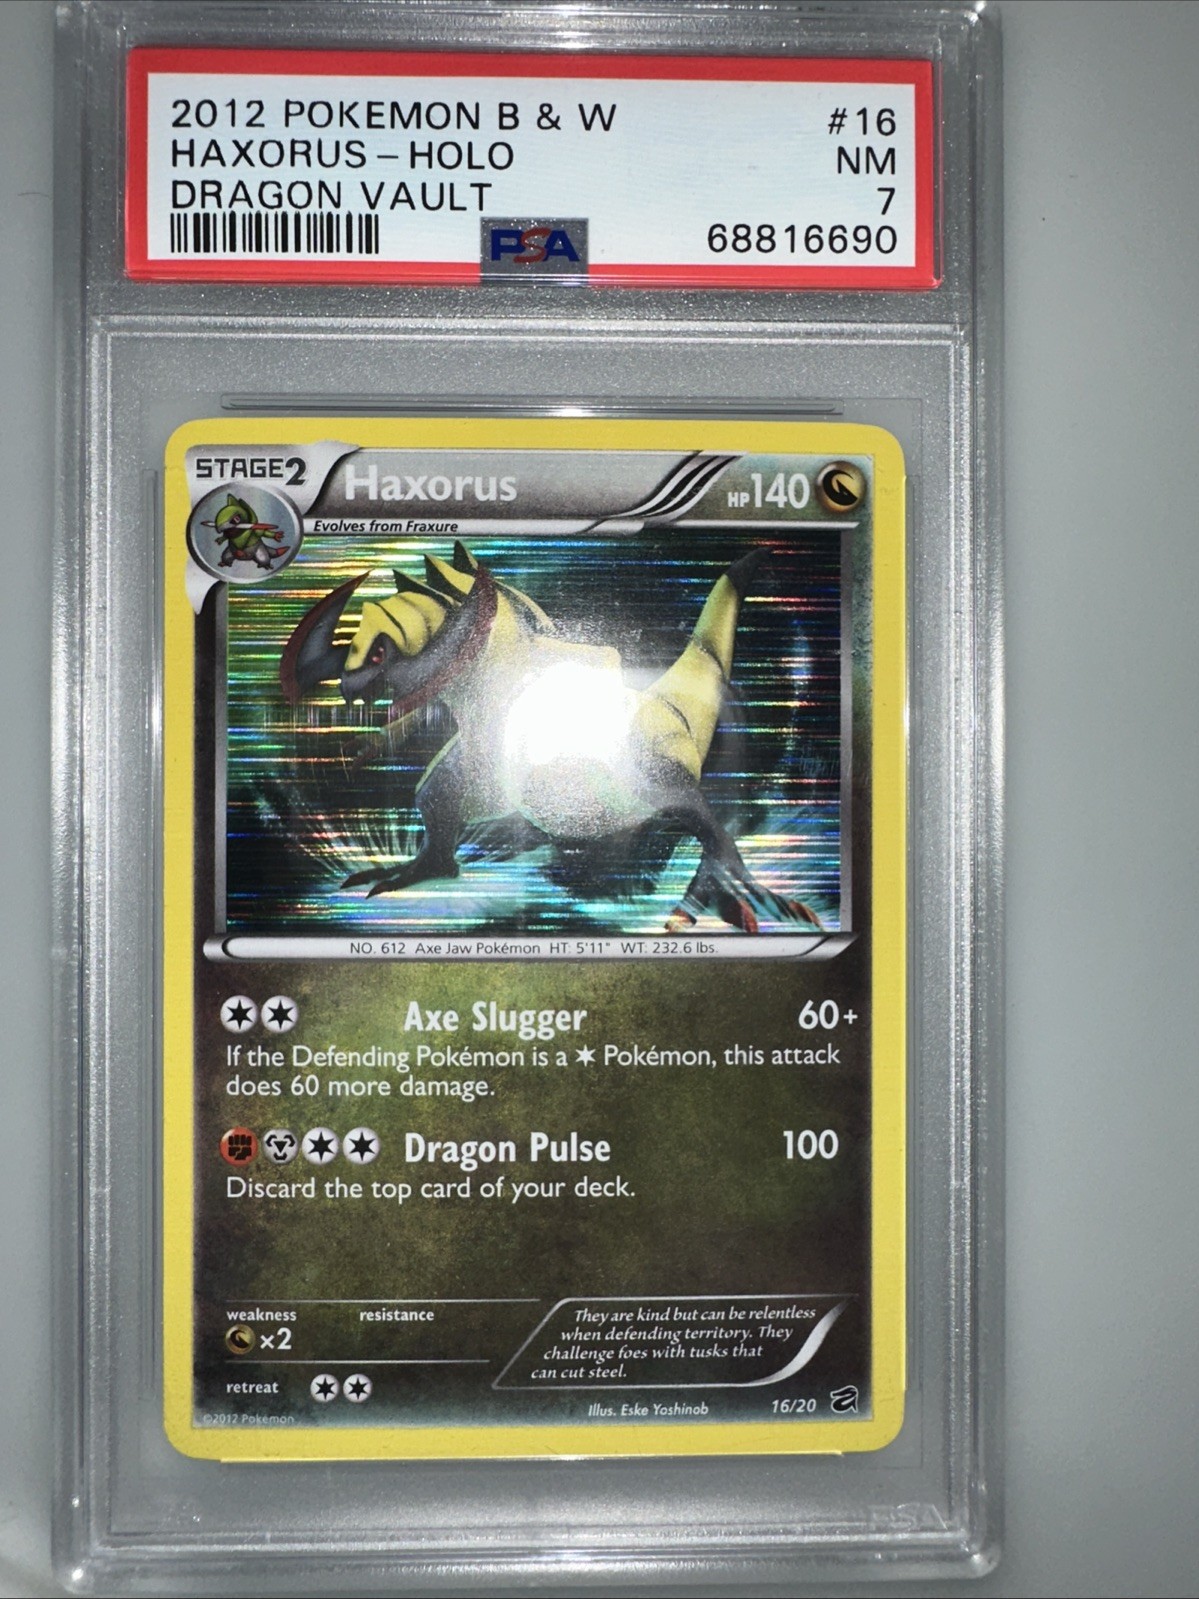 2012 POKEMON B & W #16
HAXORUS – HOLO NM
DRAGON VAULT 7
PSA 68816690
STAGE2 Haxorus HP140
Evolves from Fraxure
NO. 612 Axe Jaw Pokémon HT: 5'11" WT: 232.6 lbs.
Axe Slugger 60+
If the Defending Pokémon is a Pokémon, this attack
does 60 more damage.
Dragon Pulse 100
Discard the top card of your deck.
weakness resistance
×2
They are kind but can be relentless
when defending territory. They
challenge foes with tusks that
can cut steel.
retreat
Illus. Eske Yoshinob 16/20
©2012 Pokémon
PSA